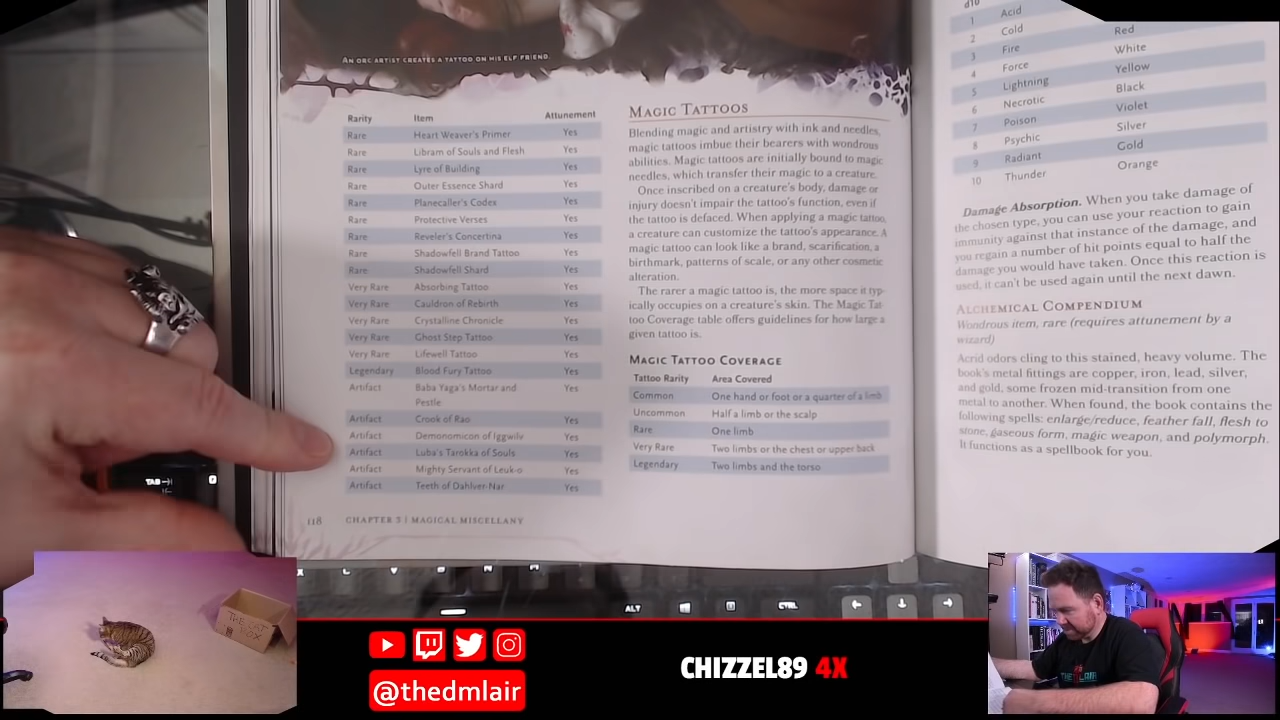 AN ORC ARTIST CREATES A TATTOO ON HIS ELF FRIEND.
Rarity Item Attunement
Rare Heart Weaver's Primer Yes
Rare Libram of Souls and Flesh Yes
Rare Lyre of Building Yes
Rare Outer Essence Shard Yes
Rare Planecaller's Codex Yes
Rare Protective Verses Yes
Rare Reveler's Concertina Yes
Rare Shadowfell Brand Tattoo Yes
Rare Shadowfell Shard Yes
Very Rare Absorbing Tattoo Yes
Very Rare Cauldron of Rebirth Yes
Very Rare Crystalline Chronicle Yes
Very Rare Ghost Step Tattoo Yes
Very Rare Lifewell Tattoo Yes
Legendary Blood Fury Tattoo Yes
Artifact Baba Yaga's Mortar and Yes
Pestle
Artifact Crook of Rao Yes
Artifact Demonomicon of Iggwilv Yes
Artifact Luba's Tarokka of Souls Yes
Artifact Mighty Servant of Leuk-o Yes
Artifact Teeth of Dahlver-Nar Yes
118 CHAPTER 3 | MAGICAL MISCELLANY
MAGIC TATTOOS
Blending magic and artistry with ink and needles,
magic tattoos imbue their bearers with wondrous
abilities. Magic tattoos are initially bound to magic
needles, which transfer their magic to a creature.
Once inscribed on a creature's body, damage or
injury doesn't impair the tattoo's function, even if
the tattoo is defaced. When applying a magic tattoo,
a creature can customize the tattoo's appearance. A
magic tattoo can look like a brand, scarification, a
birthmark, patterns of scale, or any other cosmetic
alteration.
The rarer a magic tattoo is, the more space it typ-
ically occupies on a creature's skin. The Magic Tat-
too Coverage table offers guidelines for how large a
given tattoo is.
MAGIC TATTOO COVERAGE
Tattoo Rarity Area Covered
Common One hand or foot or a quarter of a limb
Uncommon Half a limb or the scalp
Rare One limb
Very Rare Two limbs or the chest or upper back
Legendary Two limbs and the torso
d10
1 Acid
2 Cold Red
3 Fire White
4 Force Yellow
5 Lightning Black
6 Necrotic Violet
7 Poison Silver
8 Psychic Gold
9 Radiant Orange
10 Thunder
Damage Absorption. When you take damage of
the chosen type, you can use your reaction to gain
immunity against that instance of the damage, and
you regain a number of hit points equal to half the
damage you would have taken. Once this reaction is
used, it can't be used again until the next dawn.
ALCHEMICAL COMPENDIUM
Wondrous item, rare (requires attunement by a
wizard)
Acrid odors cling to this stained, heavy volume. The
book's metal fittings are copper, iron, lead, silver,
and gold, some frozen mid-transition from one
metal to another. When found, the book contains the
following spells: enlarge/reduce, feather fall, flesh to
stone, gaseous form, magic weapon, and polymorph.
It functions as a spellbook for you.
TAB
ALT
CTRL
THE CAT
BOX
@thedmlair
CHIZZEL89 4X
THEDMLAIR